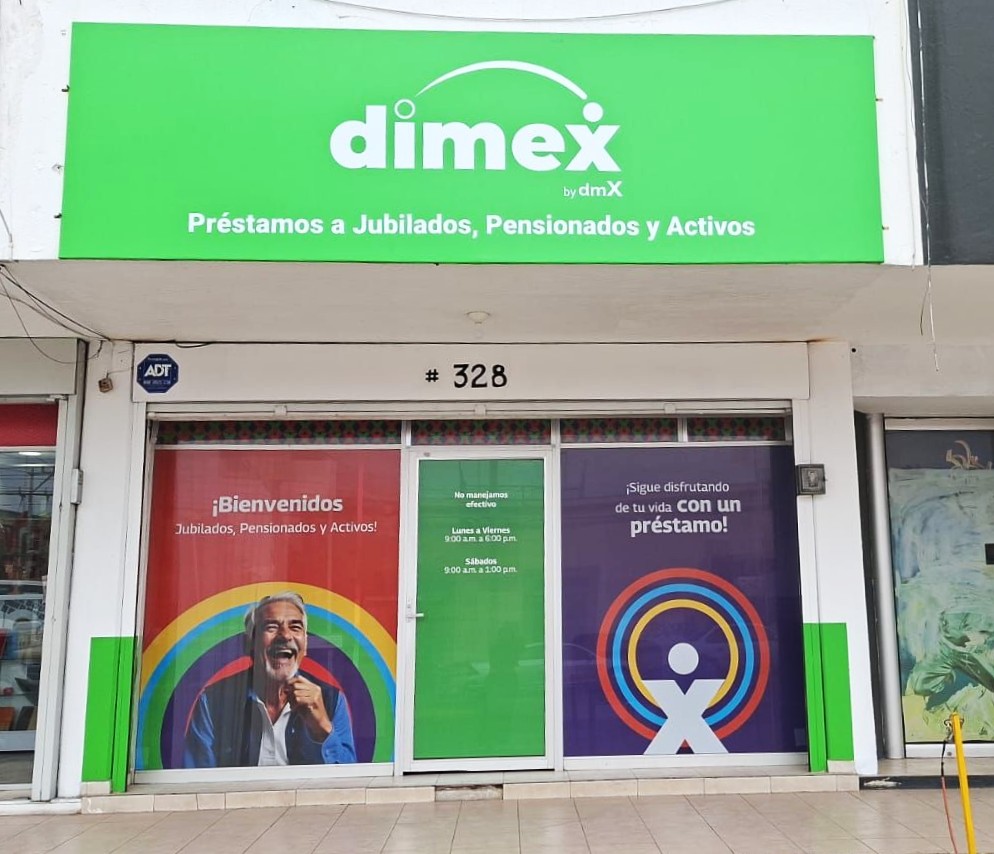 dimex
by dmX
Préstamos a Jubilados, Pensionados y Activos
ADT
# 328
¡Bienvenidos
Jubilados, Pensionados y Activos!
No manejamos
efectivo
Lunes a Viernes
9:00 a.m. a 6:00 p.m.
Sábados
9:00 a.m. a 1:00 p.m.
¡Sigue disfrutando
de tu vida con un
préstamo!